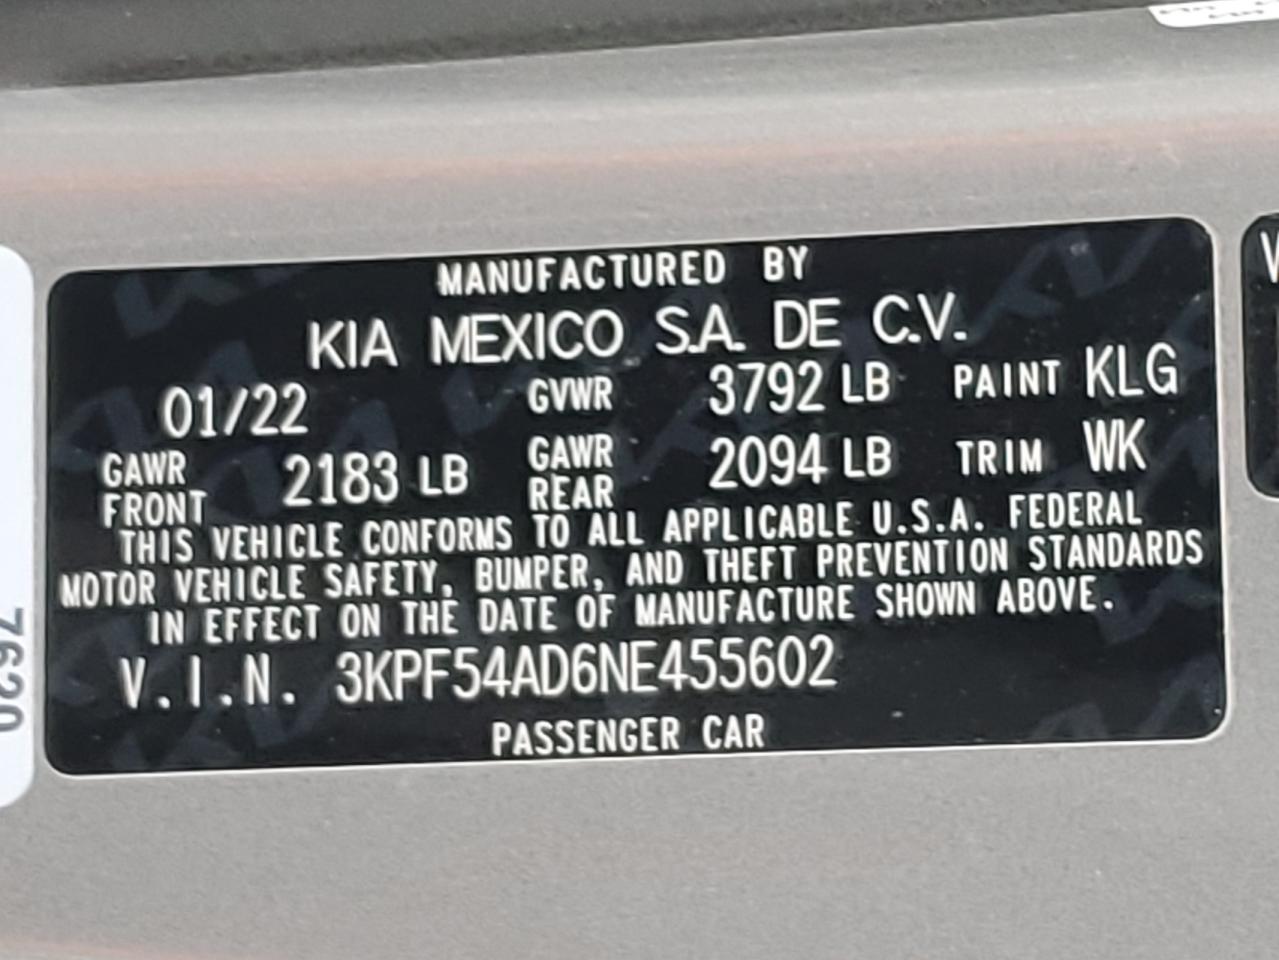 MANUFACTURED BY
KIA MEXICO S.A. DE C.V.
01/22 GVWR 3792 LB PAINT KLG
GAWR FRONT 2183 LB GAWR REAR 2094 LB TRIM WK
THIS VEHICLE CONFORMS TO ALL APPLICABLE U.S.A. FEDERAL
MOTOR VEHICLE SAFETY, BUMPER, AND THEFT PREVENTION STANDARDS
IN EFFECT ON THE DATE OF MANUFACTURE SHOWN ABOVE.
V.I.N. 3KPF54AD6NE455602
PASSENGER CAR
7620